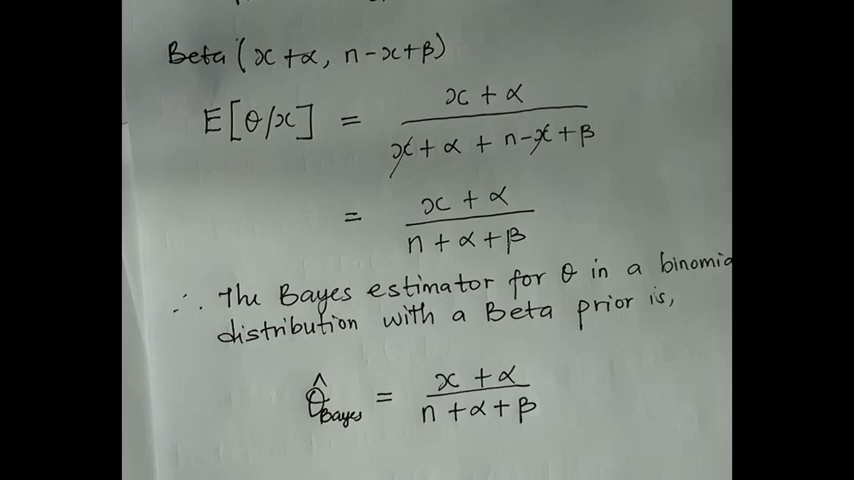 Beta (x+α, n-x+β)
E[θ/x] = x + α / x + α + n-x+β
= x + α / n + α + β
∴ The Bayes estimator for θ in a binomia
distribution with a Beta prior is,
θ̂Bayes = x + α / n + α + β